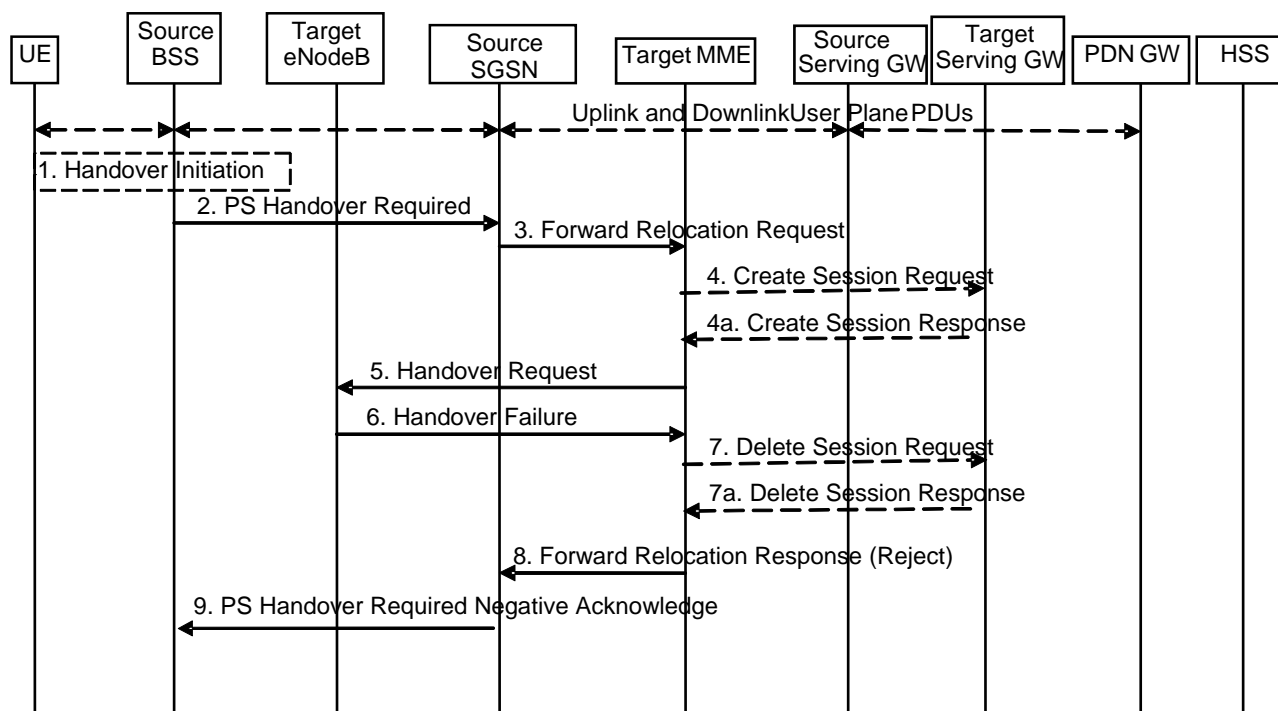 UE
Source
BSS
Target
eNodeB
Source
SGSN
Target MME
Source
Serving GW
Target
Serving GW
PDN GW
HSS
Uplink and DownlinkUser Plane PDUs
1. Handover Initiation
2. PS Handover Required
3. Forward Relocation Request
4. Create Session Request
4a. Create Session Response
5. Handover Request
6. Handover Failure
7. Delete Session Request
7a. Delete Session Response
8. Forward Relocation Response (Reject)
9. PS Handover Required Negative Acknowledge